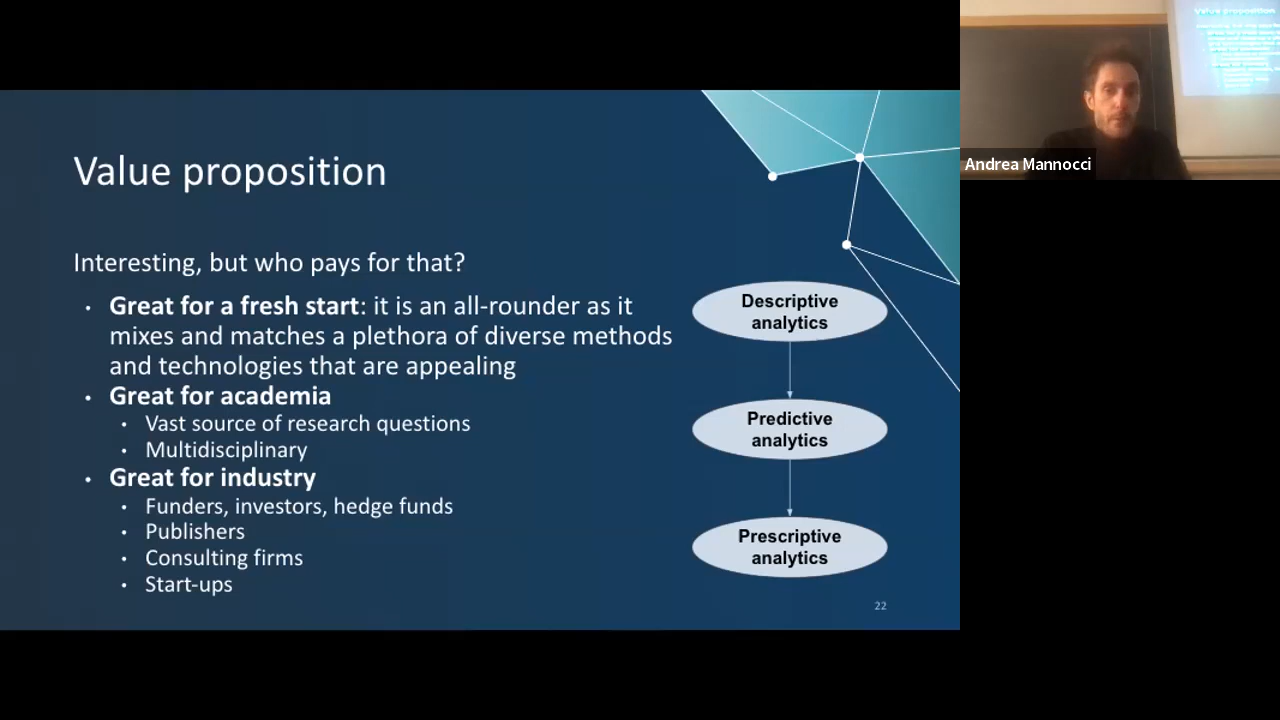 Value proposition
Interesting, but who pays for that?
• Great for a fresh start: it is an all-rounder as it
mixes and matches a plethora of diverse methods
and technologies that are appealing
• Great for academia
• Vast source of research questions
• Multidisciplinary
• Great for industry
• Funders, investors, hedge funds
• Publishers
• Consulting firms
• Start-ups
Descriptive
analytics
Predictive
analytics
Prescriptive
analytics
22
Value proposition
Andrea Mannocci